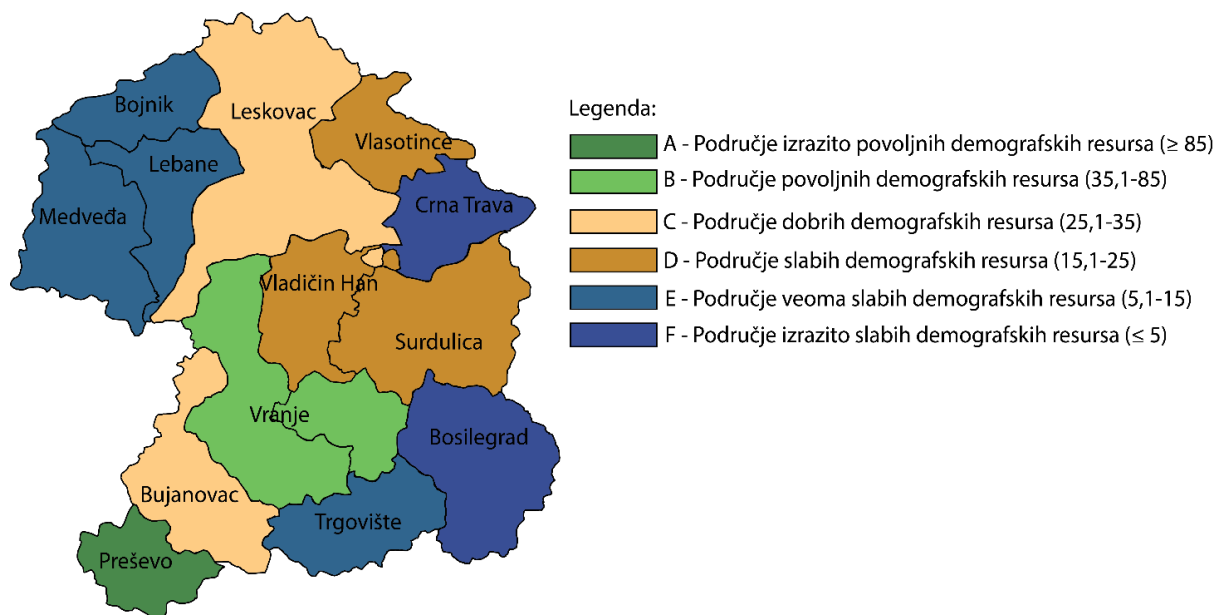 Bojnik
Leskovac
Vlasotince
Lebane
Medveđa
Crna Trava
Vladičin Han
Surdulica
Vranje
Bosilegrad
Bujanovac
Trgovište
Preševo
Legenda:
A - Područje izrazito povoljnih demografskih resursa (≥ 85)
B - Područje povoljnih demografskih resursa (35,1-85)
C - Područje dobrih demografskih resursa (25,1-35)
D - Područje slabih demografskih resursa (15,1-25)
E - Područje veoma slabih demografskih resursa (5,1-15)
F - Područje izrazito slabih demografskih resursa (≤ 5)